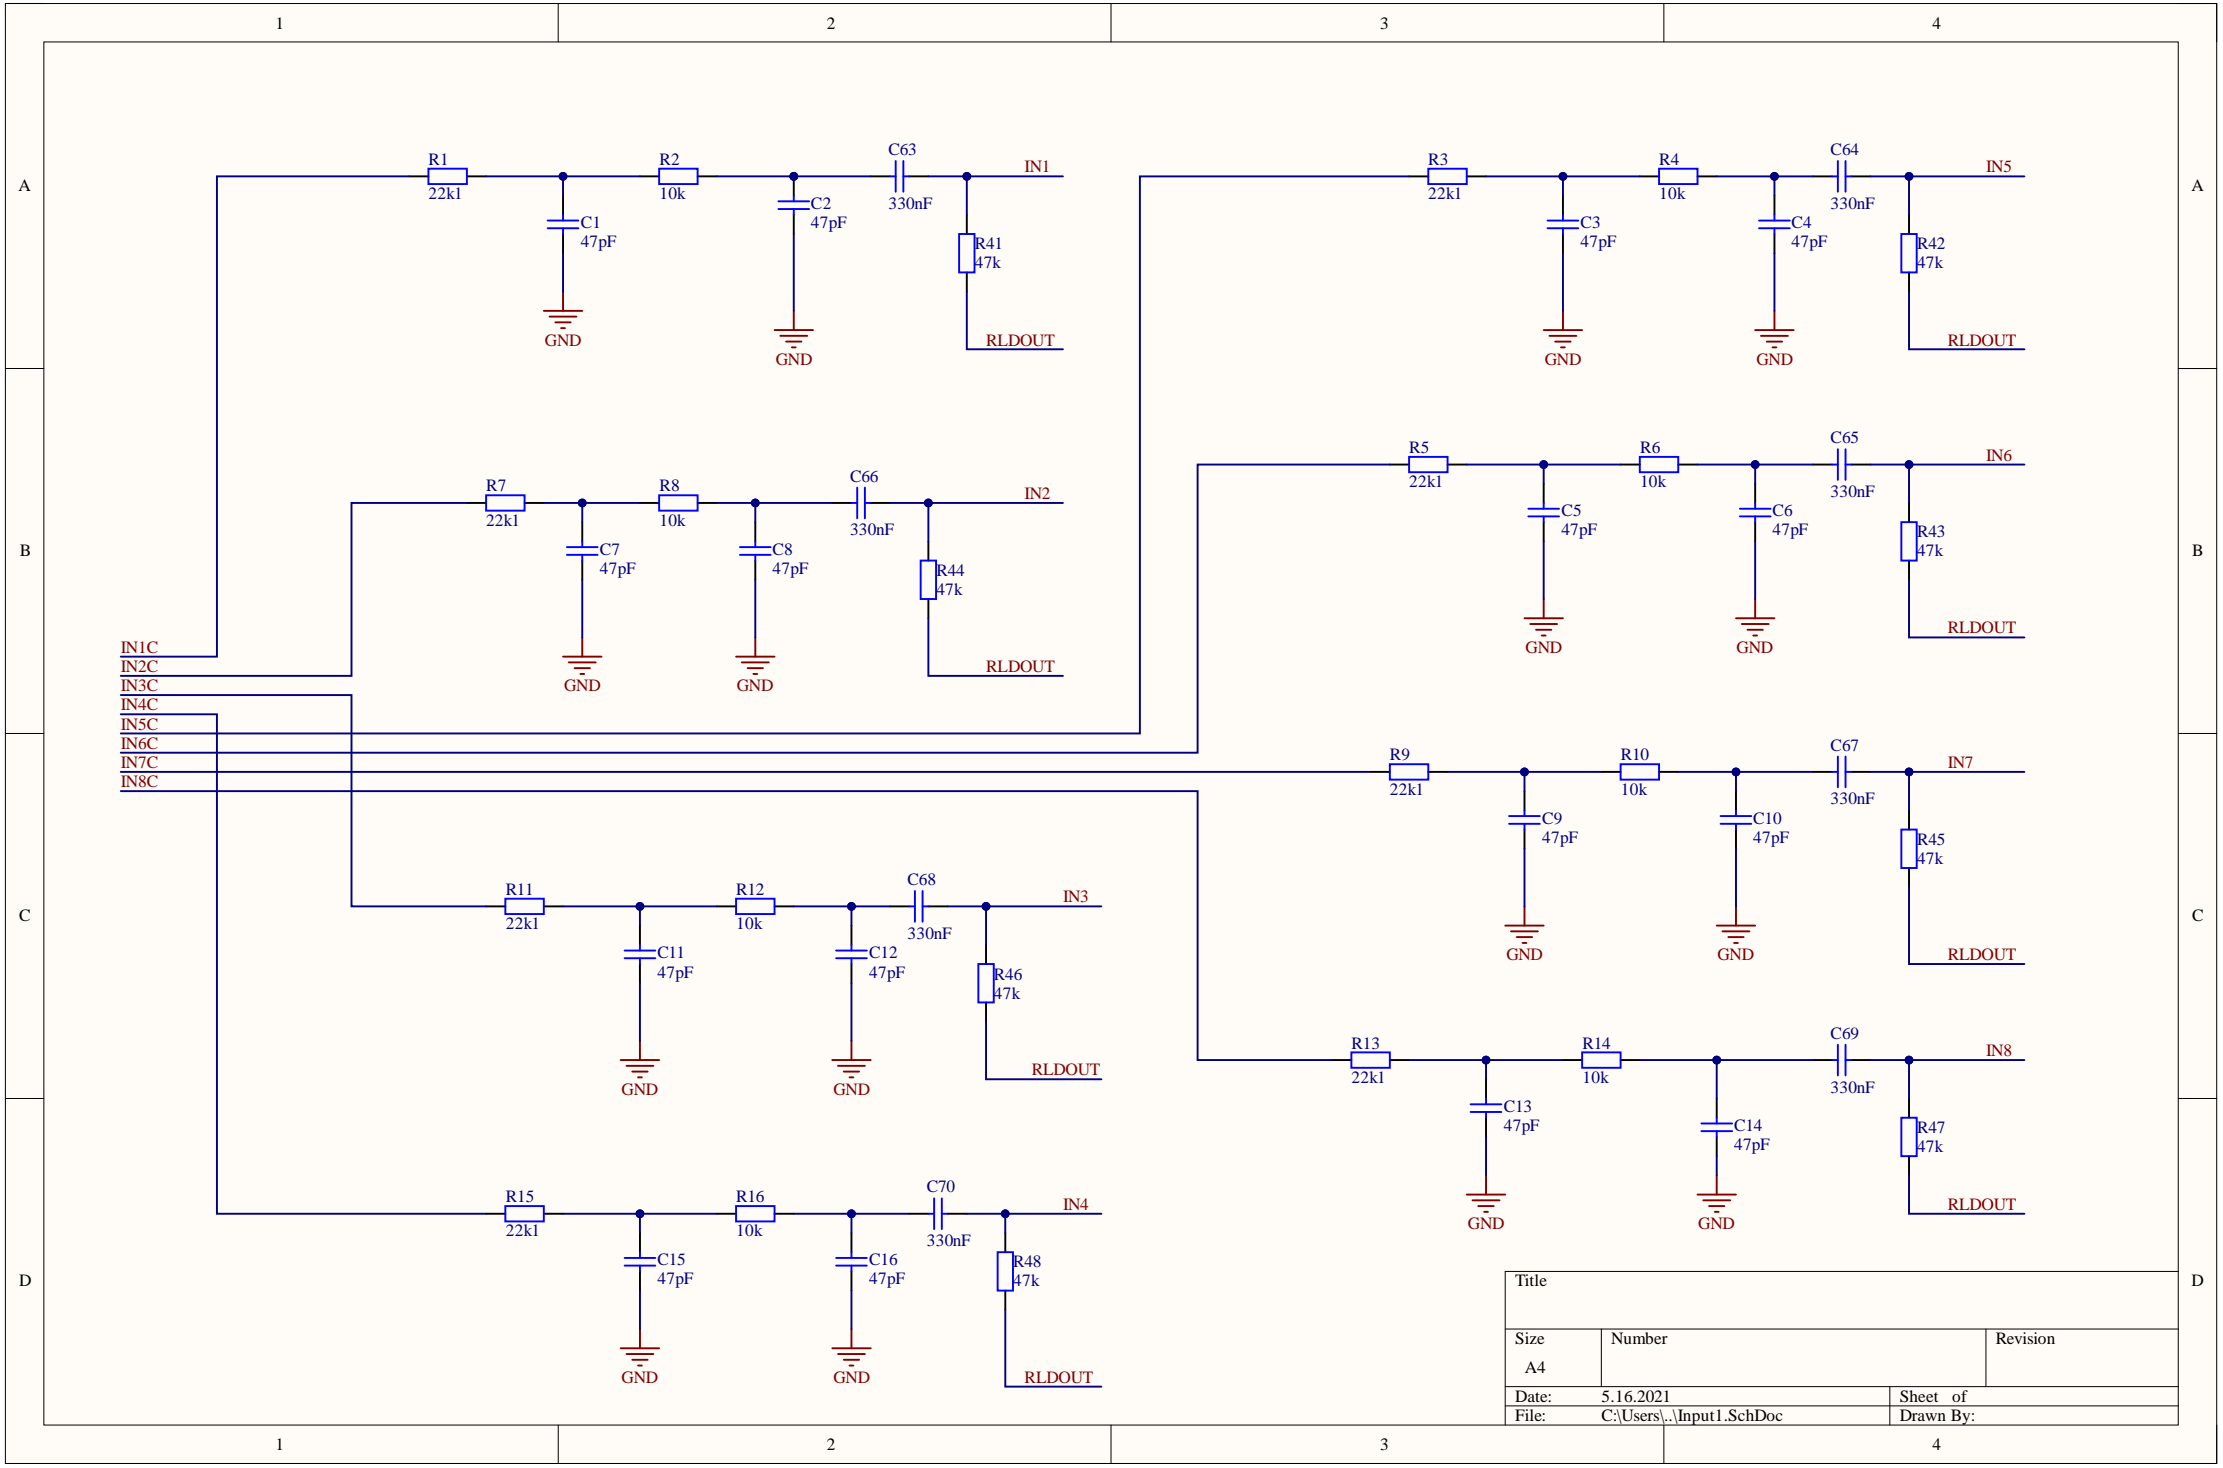 1 2 3 4
A A
B B
C C
D D
R1
22k1
C1
47pF
GND
R2
10k
C2
47pF
GND
C63
330nF
IN1
R41
47k
RLDOUT
R3
22k1
C3
47pF
GND
R4
10k
C4
47pF
GND
C64
330nF
IN5
R42
47k
RLDOUT
R7
22k1
C7
47pF
GND
R8
10k
C8
47pF
GND
C66
330nF
IN2
R44
47k
RLDOUT
R5
22k1
C5
47pF
GND
R6
10k
C6
47pF
GND
C65
330nF
IN6
R43
47k
RLDOUT
IN1C
IN2C
IN3C
IN4C
IN5C
IN6C
IN7C
IN8C
R9
22k1
C9
47pF
GND
R10
10k
C10
47pF
GND
C67
330nF
IN7
R45
47k
RLDOUT
R11
22k1
C11
47pF
GND
R12
10k
C12
47pF
GND
C68
330nF
IN3
R46
47k
RLDOUT
R13
22k1
C13
47pF
GND
R14
10k
C14
47pF
GND
C69
330nF
IN8
R47
47k
RLDOUT
R15
22k1
C15
47pF
GND
R16
10k
C16
47pF
GND
C70
330nF
IN4
R48
47k
RLDOUT
Title
Size Number Revision
A4
Date: 5.16.2021 Sheet of
File: C:\Users\..\Input1.SchDoc Drawn By:
1 2 3 4